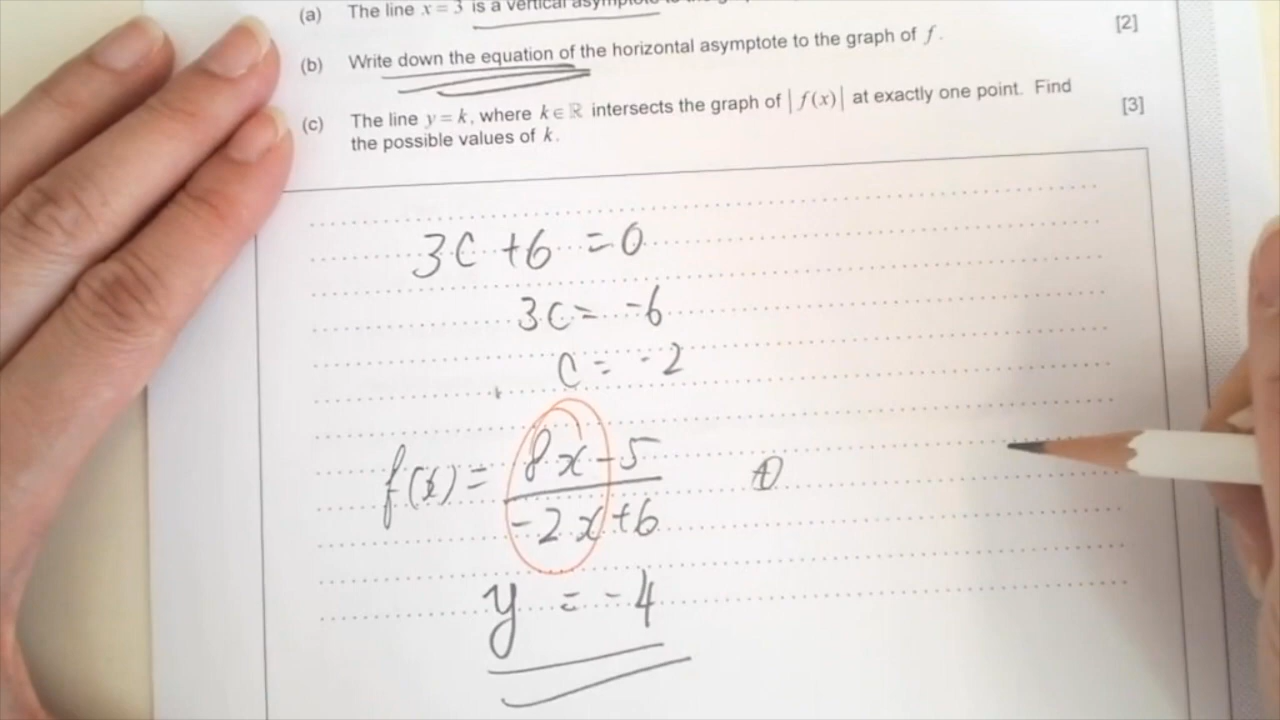 (a) The line x = 3 is a vertical asymptote
(b) Write down the equation of the horizontal asymptote to the graph of f. [2]
(c) The line y = k, where k ∈ ℝ intersects the graph of |f(x)| at exactly one point. Find [3]
the possible values of k.
3c + 6 = 0
3c = -6
c = -2
f(x) = (8x - 5)/(-2x + 6)
y = -4